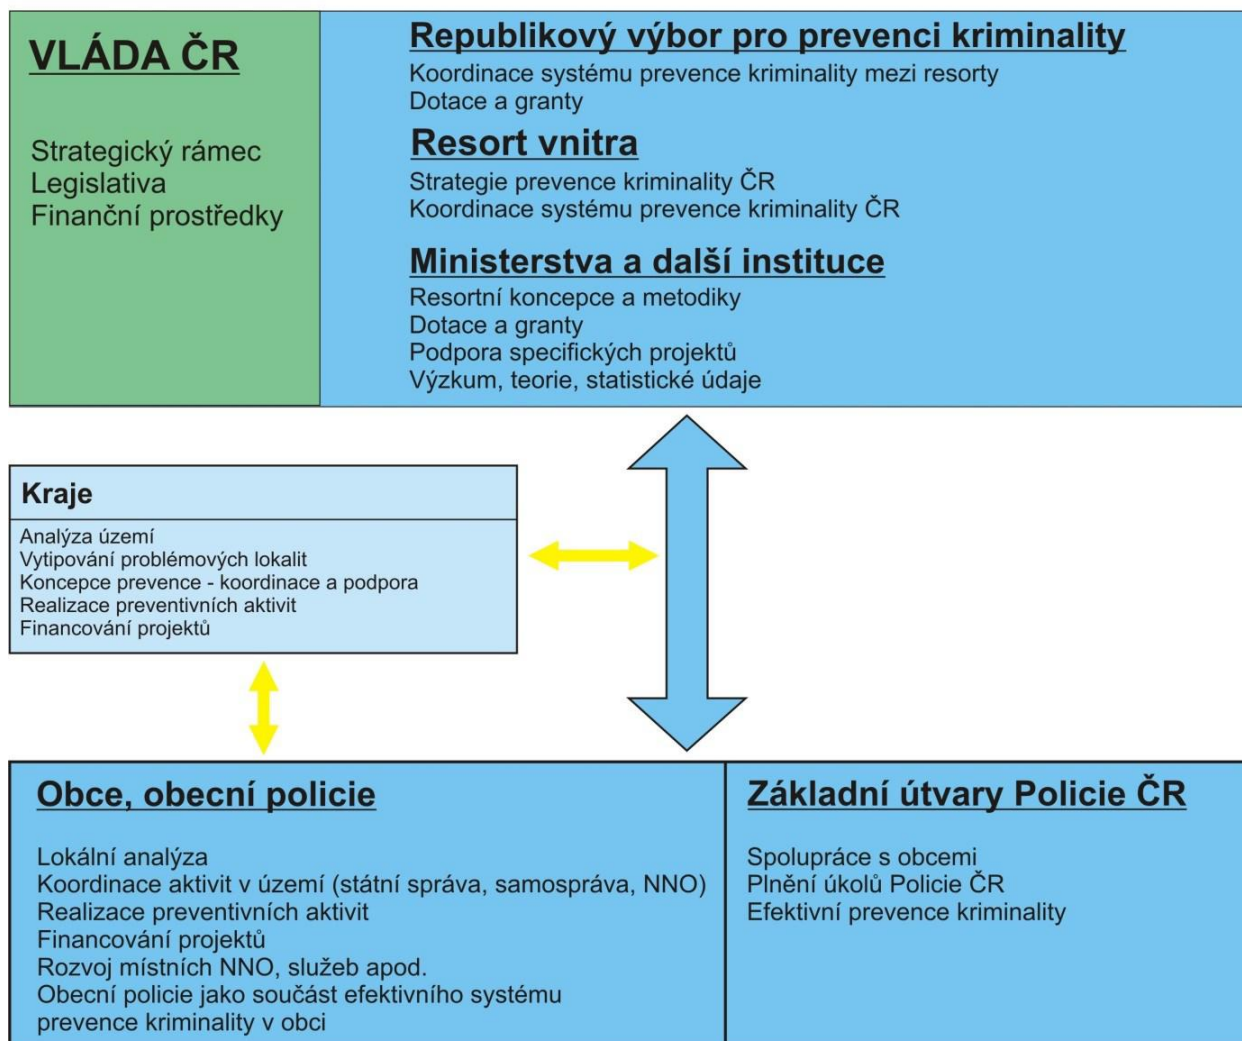 VLÁDA ČR
Strategický rámec
Legislativa
Finanční prostředky
Republikový výbor pro prevenci kriminality
Koordinace systému prevence kriminality mezi resorty
Dotace a granty
Resort vnitra
Strategie prevence kriminality ČR
Koordinace systému prevence kriminality ČR
Ministerstva a další instituce
Resortní koncepce a metodiky
Dotace a granty
Podpora specifických projektů
Výzkum, teorie, statistické údaje
Kraje
Analýza území
Vytipování problémových lokalit
Koncepce prevence - koordinace a podpora
Realizace preventivních aktivit
Financování projektů
Obce, obecní policie
Lokální analýza
Koordinace aktivit v území (státní správa, samospráva, NNO)
Realizace preventivních aktivit
Financování projektů
Rozvoj místních NNO, služeb apod.
Obecní policie jako součást efektivního systému
prevence kriminality v obci
Základní útvary Policie ČR
Spolupráce s obcemi
Plnění úkolů Policie ČR
Efektivní prevence kriminality